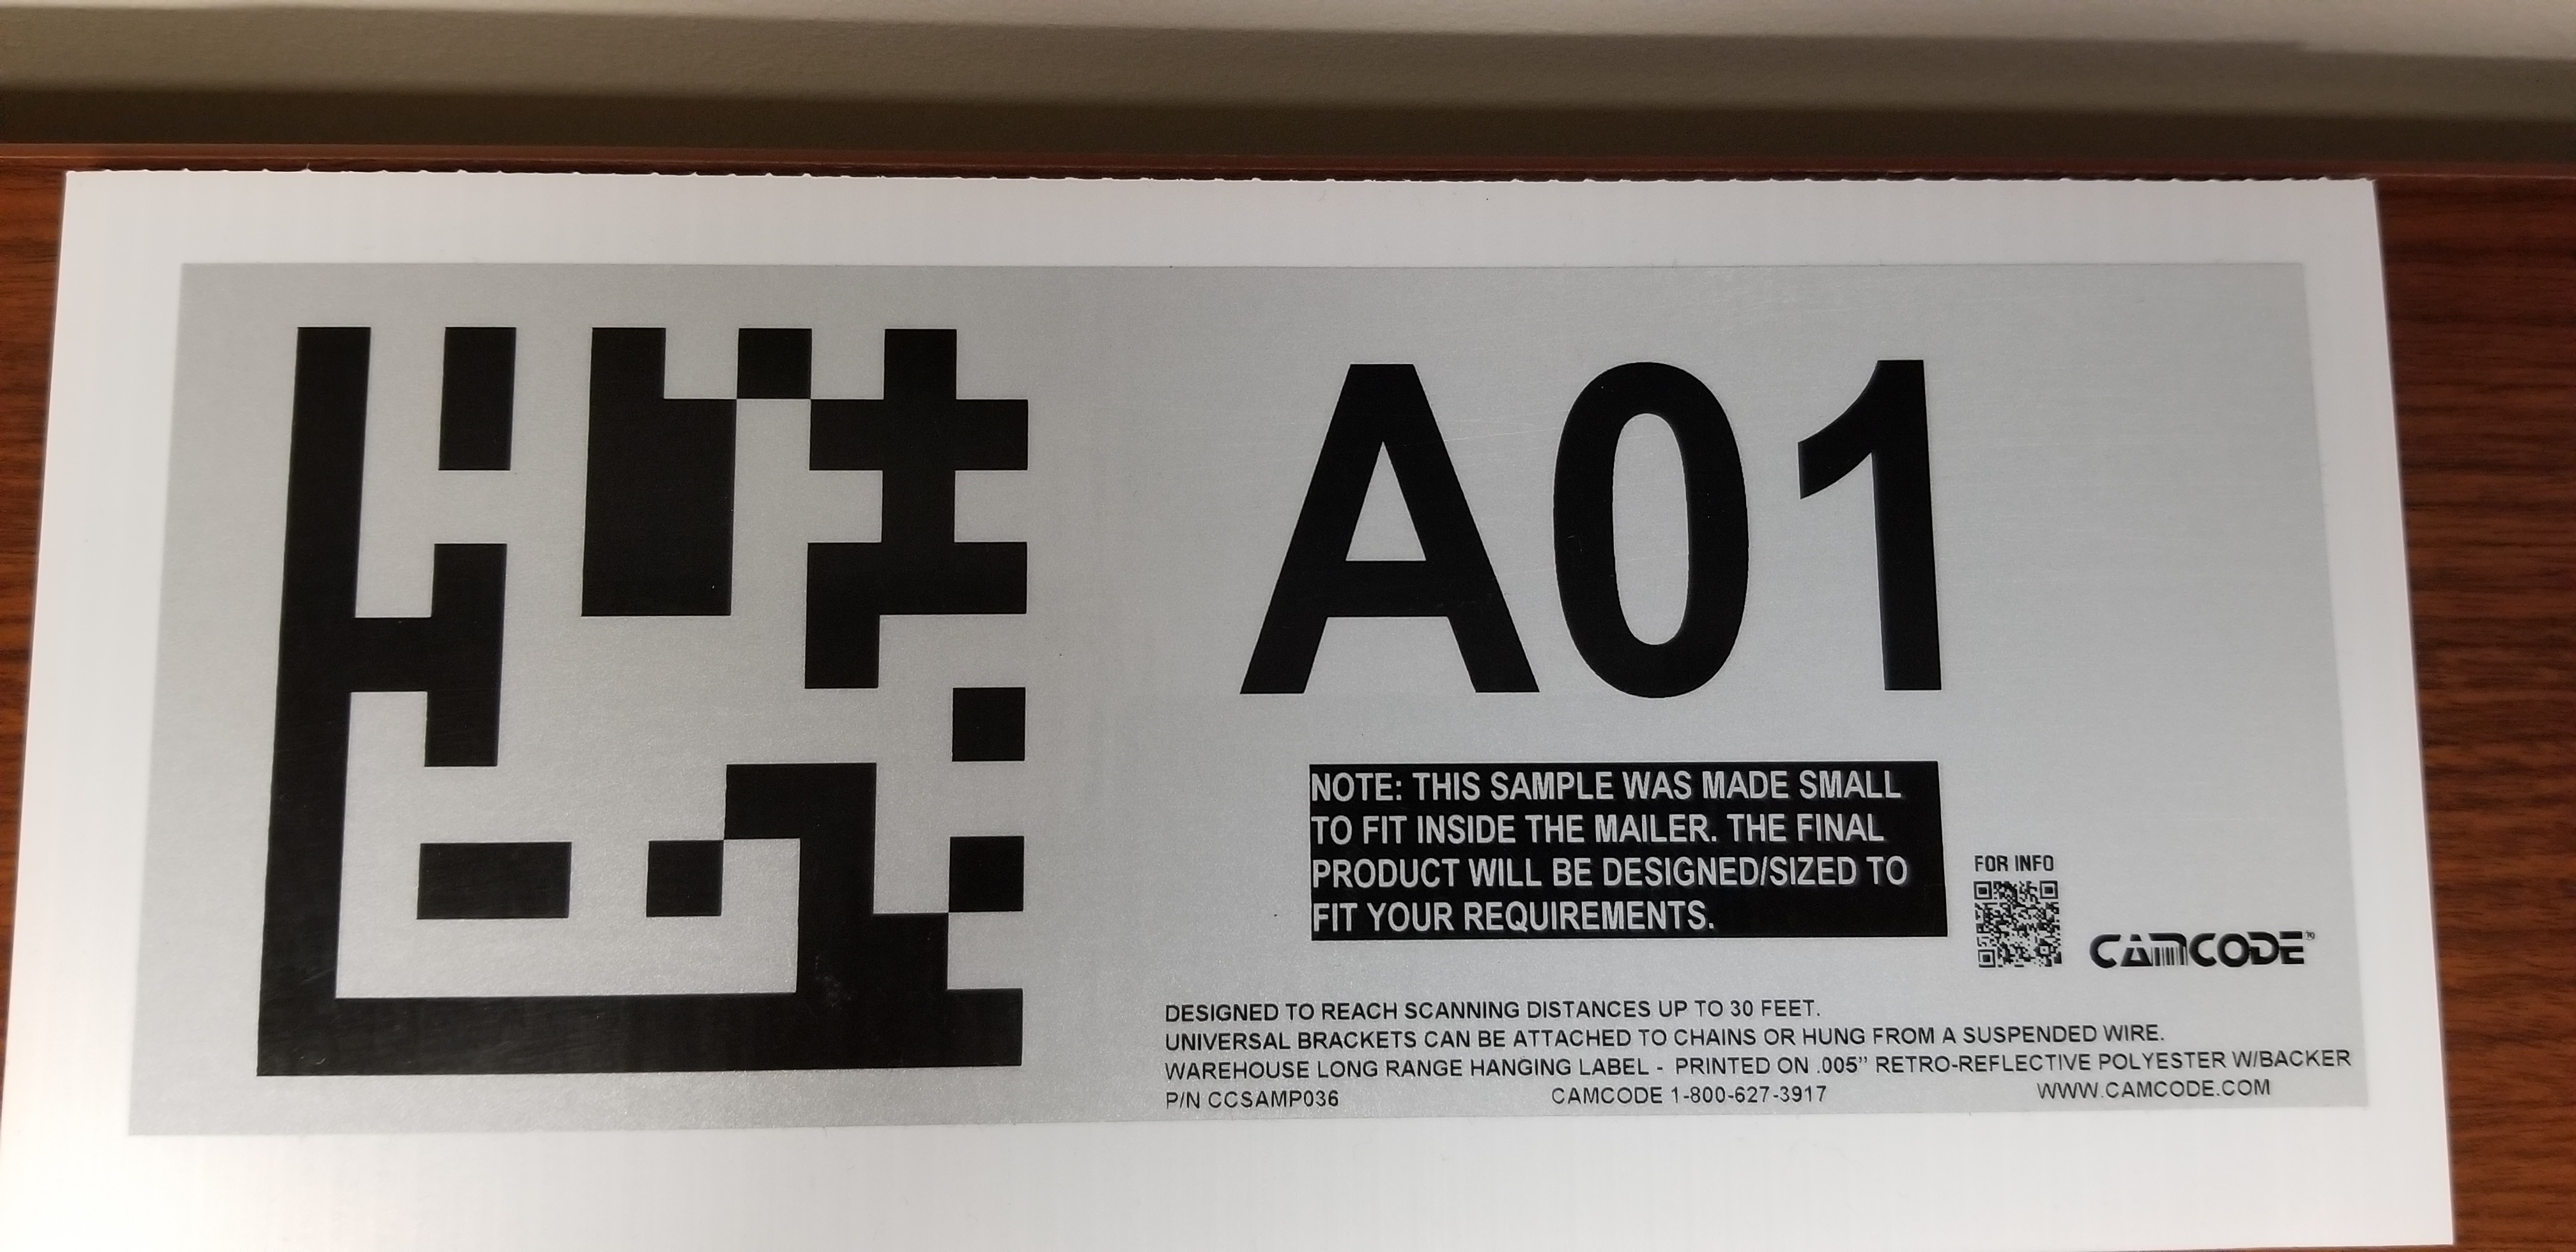 A01
NOTE: THIS SAMPLE WAS MADE SMALL
TO FIT INSIDE THE MAILER. THE FINAL
PRODUCT WILL BE DESIGNED/SIZED TO
FIT YOUR REQUIREMENTS.
FOR INFO
CAMCODE®
DESIGNED TO REACH SCANNING DISTANCES UP TO 30 FEET.
UNIVERSAL BRACKETS CAN BE ATTACHED TO CHAINS OR HUNG FROM A SUSPENDED WIRE.
WAREHOUSE LONG RANGE HANGING LABEL - PRINTED ON .005” RETRO-REFLECTIVE POLYESTER W/BACKER
P/N CCSAMP036 CAMCODE 1-800-627-3917 WWW.CAMCODE.COM